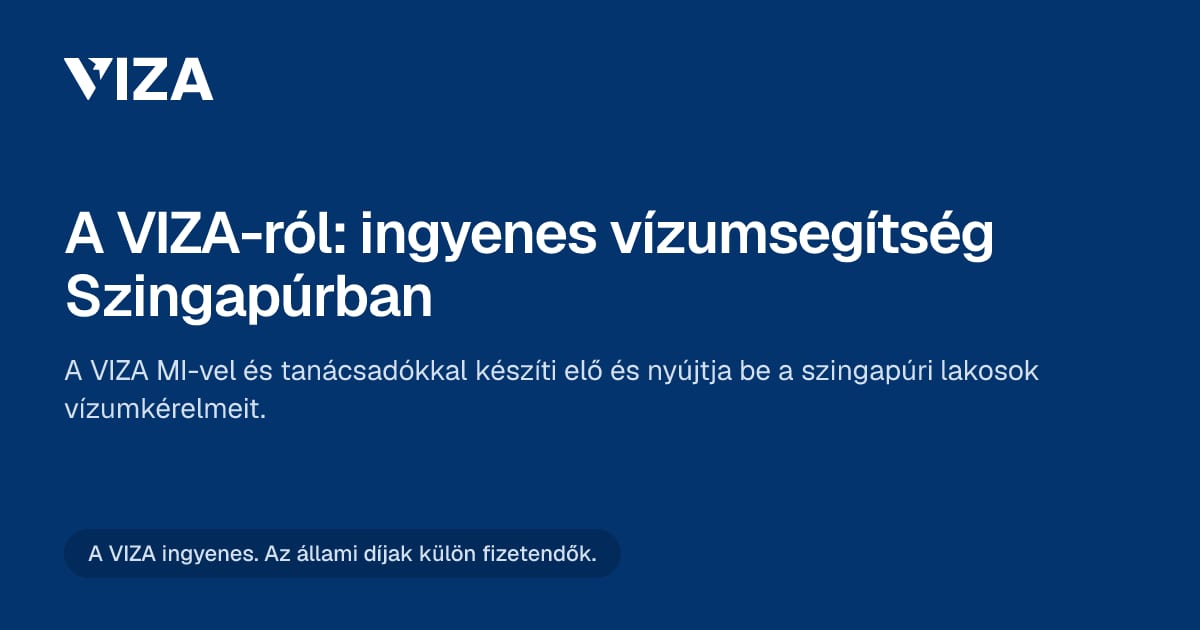 VIZA
A VIZA-ról: ingyenes vízumsegítség
Szingapúrban
A VIZA MI-vel és tanácsadókkal készíti elő és nyújtja be a szingapúri lakosok
vízumkérelmeit.
A VIZA ingyenes. Az állami díjak külön fizetendők.